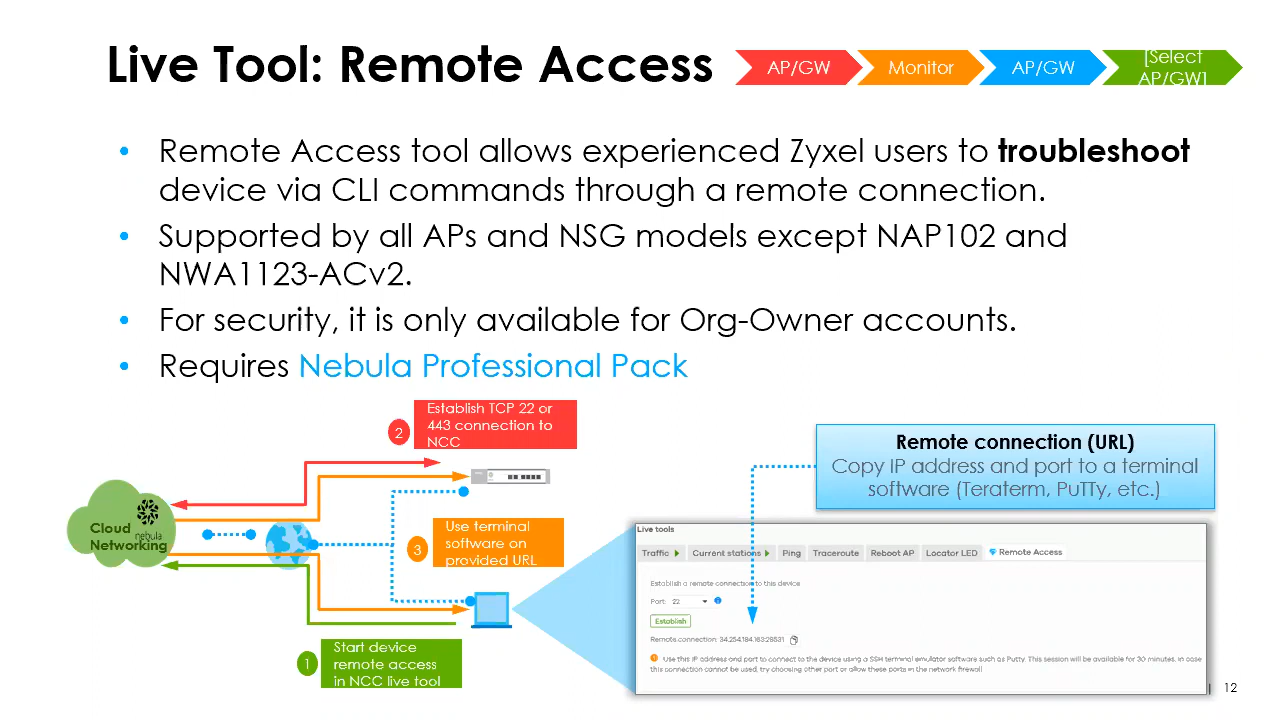 Live Tool: Remote Access
AP/GW
Monitor
AP/GW
[Select
AP/GW]
• Remote Access tool allows experienced Zyxel users to troubleshoot
device via CLI commands through a remote connection.
• Supported by all APs and NSG models except NAP102 and
NWA1123-ACv2.
• For security, it is only available for Org-Owner accounts.
• Requires Nebula Professional Pack
2
Establish TCP 22 or
443 connection to
NCC
Cloud
Networking
nebula
3
Use terminal
software on
provided URL
1
Start device
remote access
in NCC live tool
Remote connection (URL)
Copy IP address and port to a terminal
software (Teraterm, PuTTy, etc.)
Live tools
Traffic
Current stations
Ping
Traceroute
Reboot AP
Locator LED
Remote Access
Establish a remote connection to this device
Port: 22
Establish
Remote connection: 34.254.184.163:28531
Use this IP address and port to connect to the device using a SSH terminal emulator software such as Putty. This session will be available for 30 minutes. In case
this connection cannot be used, try choosing other port or allow these ports in the network firewall
12